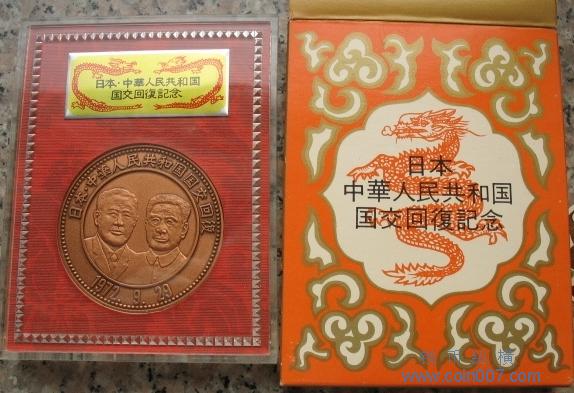 日本・中華人民共和国
国交回復記念
日本・中華人民共和国国交回復
1972. 9. 29
日本
中華人民共和国
国交回復記念
www.coin007.com